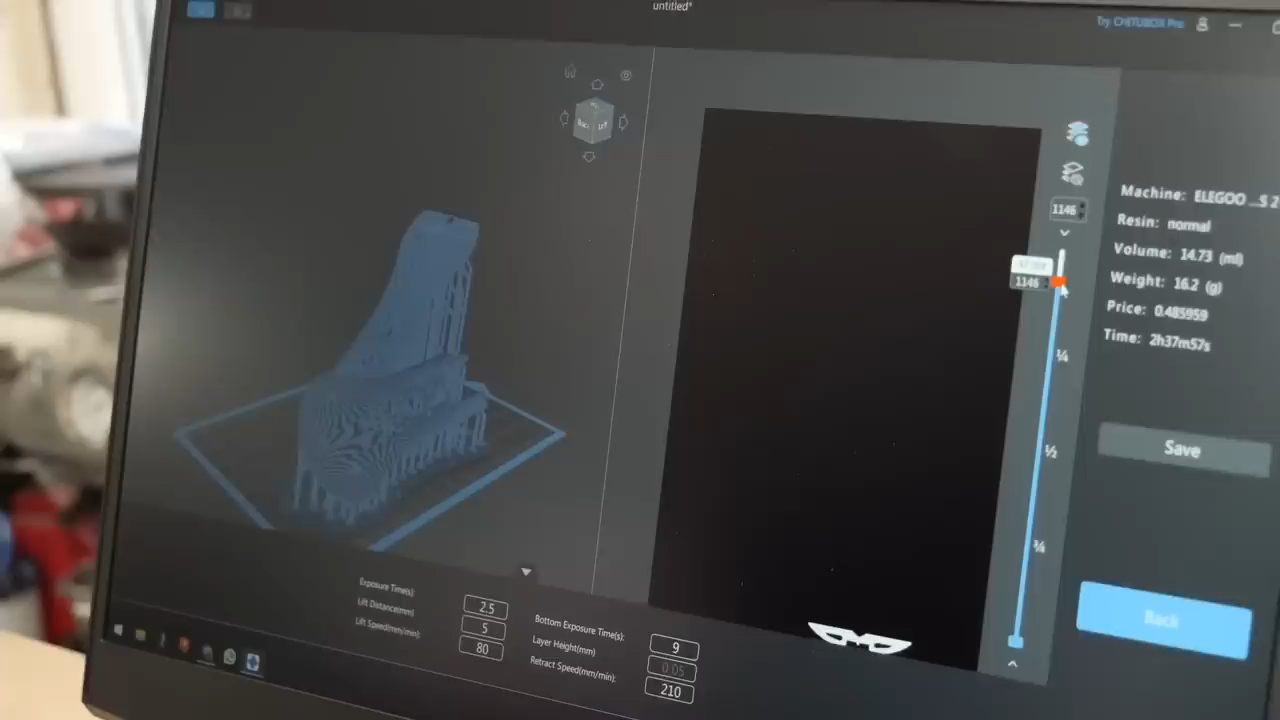 untitled*
Try CHITUBOX Pro
Back
Left
1146
1146
Machine: ELEGOO ...S 2
Resin: normal
Volume: 14.73 (ml)
Weight: 16.2 (g)
Price: 0.485959
Time: 2h37m57s
¼
½
¾
Save
Back
Exposure Time(s): 2.5
Lift Distance(mm) 5
Lift Speed(mm/min): 80
Bottom Exposure Time(s): 9
Layer Height(mm) 0.05
Retract Speed(mm/min): 210